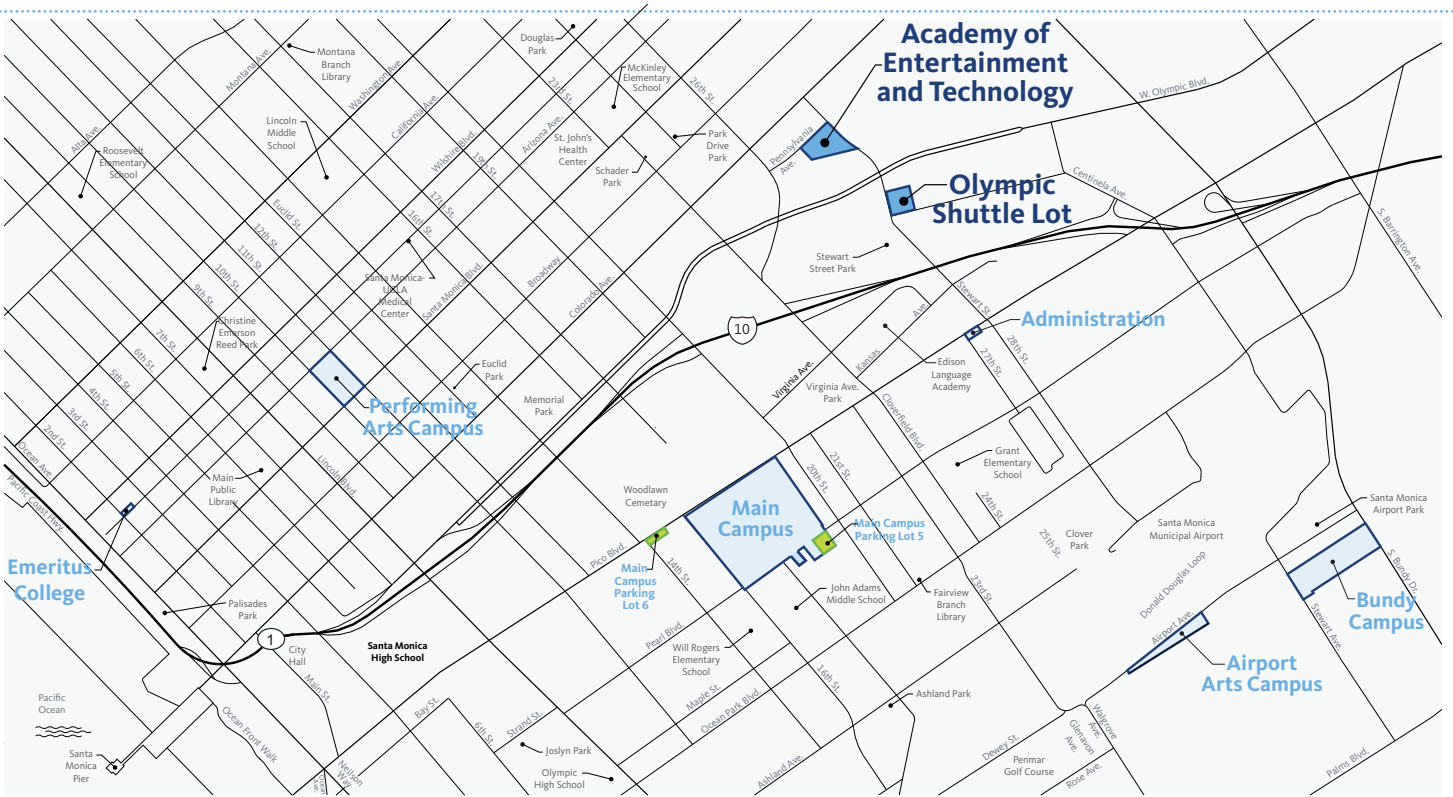 Academy of
Entertainment
and Technology
Olympic
Shuttle Lot
Administration
Performing
Arts Campus
Main
Campus
Main Campus
Parking Lot 5
Main
Campus
Parking
Lot 6
Emeritus
College
Bundy
Campus
Airport
Arts Campus
Douglas
Park
Montana
Branch
Library
McKinley
Elementary
School
Lincoln
Middle
School
St. John's
Health
Center
Schader
Park
Park
Drive
Park
Roosevelt
Elementary
School
Santa Monica-
UCLA
Medical
Center
Christine
Emerson
Reed Park
Euclid
Park
Memorial
Park
Main
Public
Library
Woodlawn
Cemetary
Stewart
Street Park
Edison
Language
Academy
Virginia Ave.
Park
Grant
Elementary
School
Clover
Park
Santa Monica
Municipal Airport
Santa Monica
Airport Park
John Adams
Middle School
Fairview
Branch
Library
Will Rogers
Elementary
School
Ashland Park
Joslyn Park
Olympic
High School
Penmar
Golf Course
Palisades
Park
City
Hall
Santa Monica
High School
Pacific
Ocean
Santa
Monica
Pier
10
1
Alta Ave.
Montana Ave.
Washington Ave.
California Ave.
Wilshire Blvd.
Arizona Ave.
Santa Monica Blvd.
Broadway
Colorado Ave.
Pennsylvania
Ave.
W. Olympic Blvd.
Centinela Ave.
S. Barrington Ave.
26th St.
23rd St.
19th St.
17th St.
16th St.
Euclid St.
12th St.
11th St.
10th St.
9th St.
7th St.
6th St.
5th St.
4th St.
3rd St.
2nd St.
Ocean Ave.
Pacific Coast Hwy.
Lincoln Blvd.
Virginia Ave.
Kansas
Ave.
Stewart St.
28th St.
27th St.
Cloverfield Blvd.
21st St.
20th St.
24th St.
25th St.
23rd St.
Pico Blvd.
14th St.
16th St.
Pearl Blvd.
Maple St.
Ocean Park Blvd.
Ashland Ave.
Strand St.
Bay St.
6th St.
Main St.
Ocean Front Walk
Neilson
Way
Ocean
Ave.
Dewey St.
Rose Ave.
Glenavon
Ave.
Walgrove
Ave.
Palms Blvd.
Airport Ave.
Donald Douglas Loop
Stewart Ave.
S. Bundy Dr.